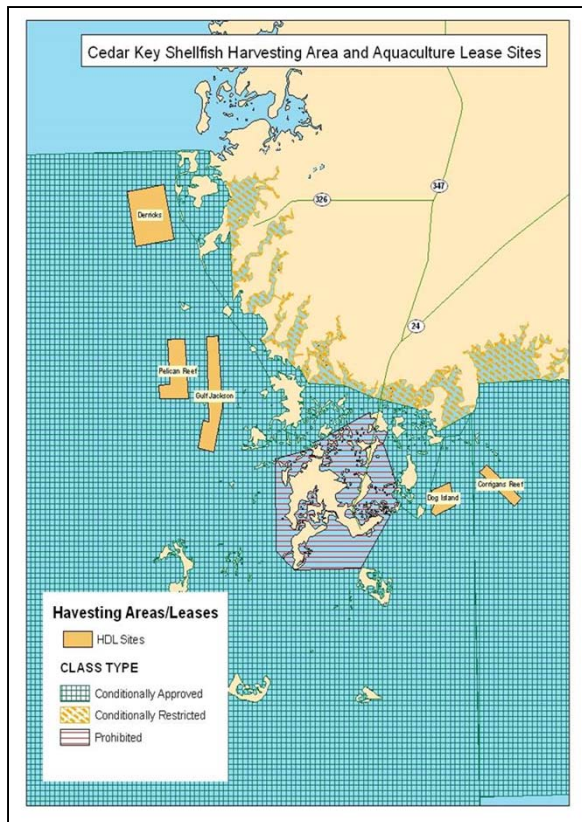 Cedar Key Shellfish Harvesting Area and Aquaculture Lease Sites
347
326
Derricks
24
Pelican Reef
Gulf Jackson
Corrigans Reef
Dog Island
Havesting Areas/Leases
HDL Sites
CLASS TYPE
Conditionally Approved
Conditionally Restricted
Prohibited